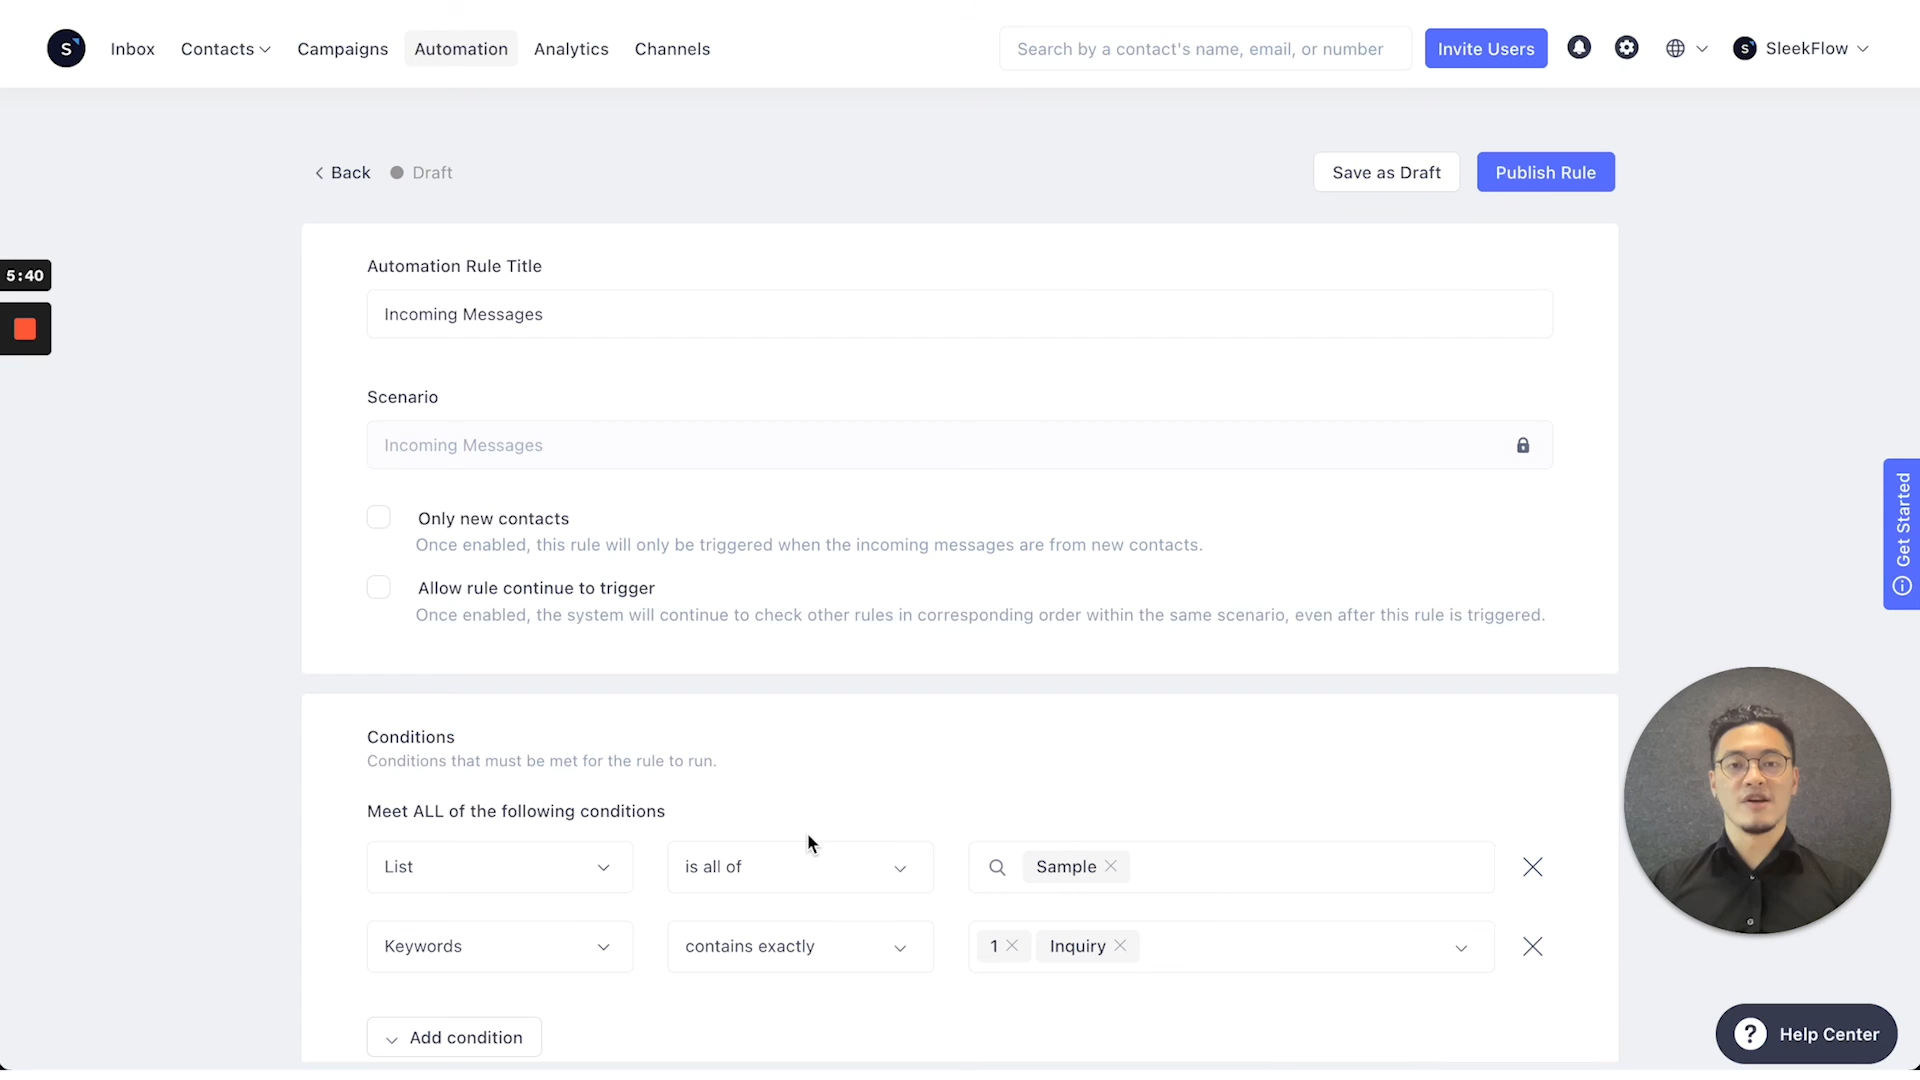 S Inbox Contacts Campaigns Automation Analytics Channels Search by a contact's name, email, or number Invite Users S SleekFlow
Back Draft Save as Draft Publish Rule
Automation Rule Title
5:40
Incoming Messages
Scenario
Incoming Messages
Get Started
Only new contacts
Once enabled, this rule will only be triggered when the incoming messages are from new contacts.
Allow rule continue to trigger
Once enabled, the system will continue to check other rules in corresponding order within the same scenario, even after this rule is triggered.
Conditions
Conditions that must be met for the rule to run.
Meet ALL of the following conditions
List is all of Sample
Keywords contains exactly 1 Inquiry
Add condition
? Help Center